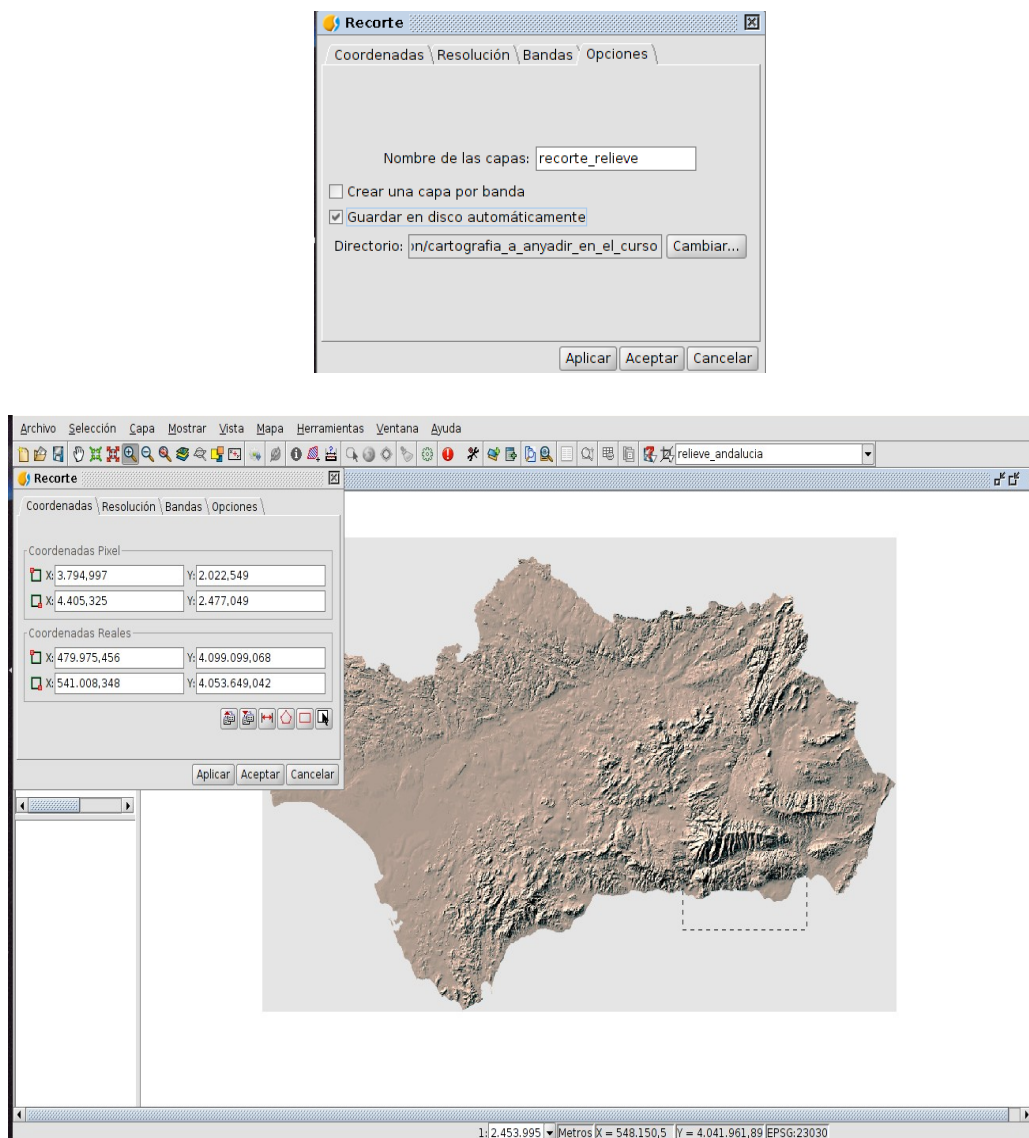 Recorte
Coordenadas Resolución Bandas Opciones
Nombre de las capas: recorte_relieve
Crear una capa por banda
Guardar en disco automáticamente
Directorio: on/cartografia_a_anyadir_en_el_curso Cambiar...
Aplicar Aceptar Cancelar
Archivo Selección Capa Mostrar Vista Mapa Herramientas Ventana Ayuda
relieve_andalucia
Recorte
Coordenadas Resolución Bandas Opciones
Coordenadas Pixel
X: 3.794,997 Y: 2.022,549
X: 4.405,325 Y: 2.477,049
Coordenadas Reales
X: 479.975,456 Y: 4.099.099,068
X: 541.008,348 Y: 4.053.649,042
Aplicar Aceptar Cancelar
1: 2.453.995 Metros X = 548.150,5 Y = 4.041.961,89 EPSG:23030